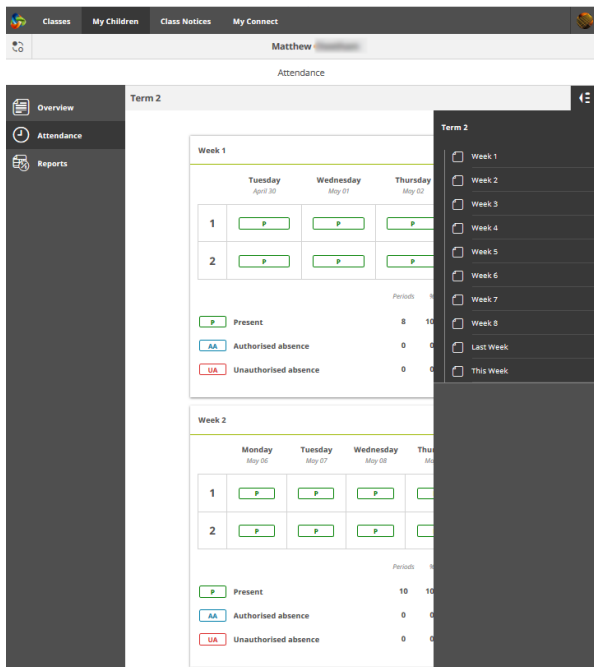 Classes My Children Class Notices My Connect
Matthew
Attendance
Overview
Attendance
Reports
Term 2
Week 1
Tuesday Wednesday Thursday
April 30 May 01 May 02
1 P P P
2 P P P
Periods %
P Present 8 10
AA Authorised absence 0 0
UA Unauthorised absence 0 0
Week 2
Monday Tuesday Wednesday Thu
May 06 May 07 May 08
1 P P P
2 P P P
Periods
P Present 10 10
AA Authorised absence 0 0
UA Unauthorised absence 0 0
Term 2
Week 1
Week 2
Week 3
Week 4
Week 5
Week 6
Week 7
Week 8
Last Week
This Week